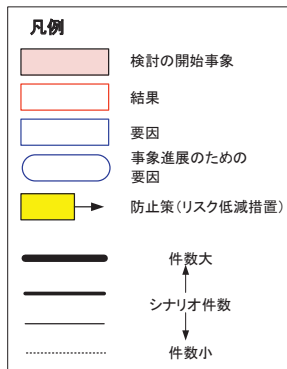 凡例
検討の開始事象
結果
要因
事象進展のための
要因
防止策(リスク低減措置)
件数大
シナリオ件数
件数小